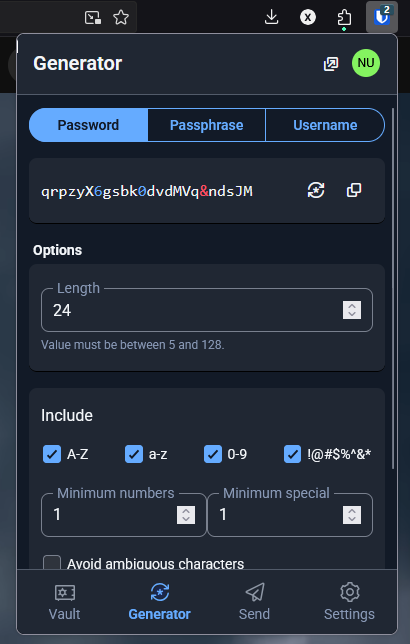 X
2
Generator
NU
Password Passphrase Username
qrpzyX6gsbk0dvdMVq&ndsJM
Options
Length
24
Value must be between 5 and 128.
Include
A-Z a-z 0-9 !@#$%^&*
Minimum numbers Minimum special
1 1
Avoid ambiguous characters
Vault Generator Send Settings